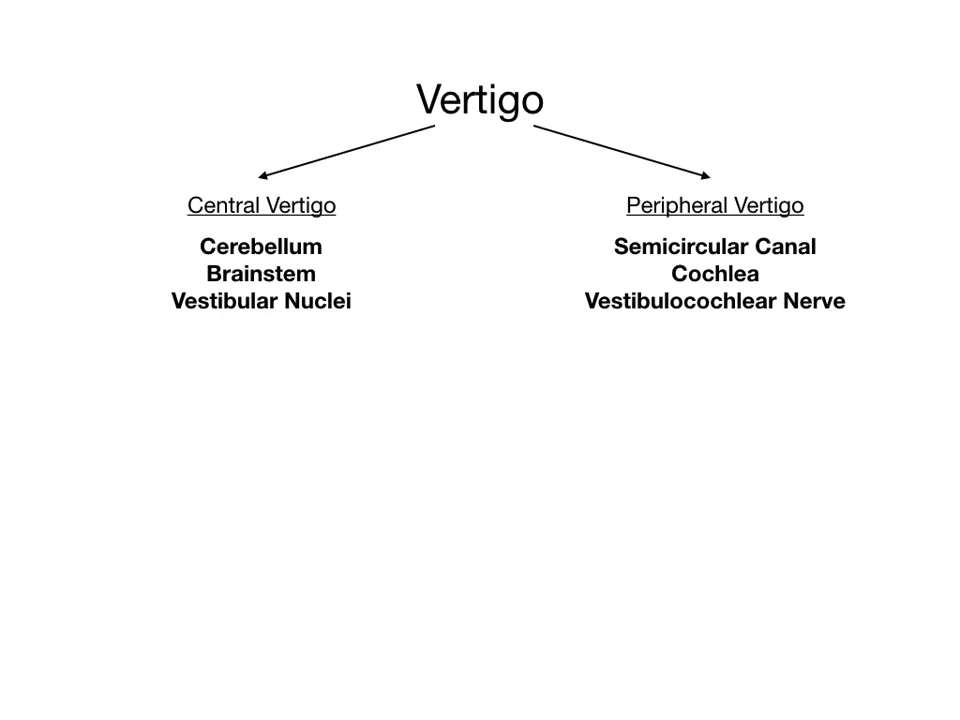 Vertigo
Central Vertigo
Cerebellum
Brainstem
Vestibular Nuclei
Peripheral Vertigo
Semicircular Canal
Cochlea
Vestibulocochlear Nerve